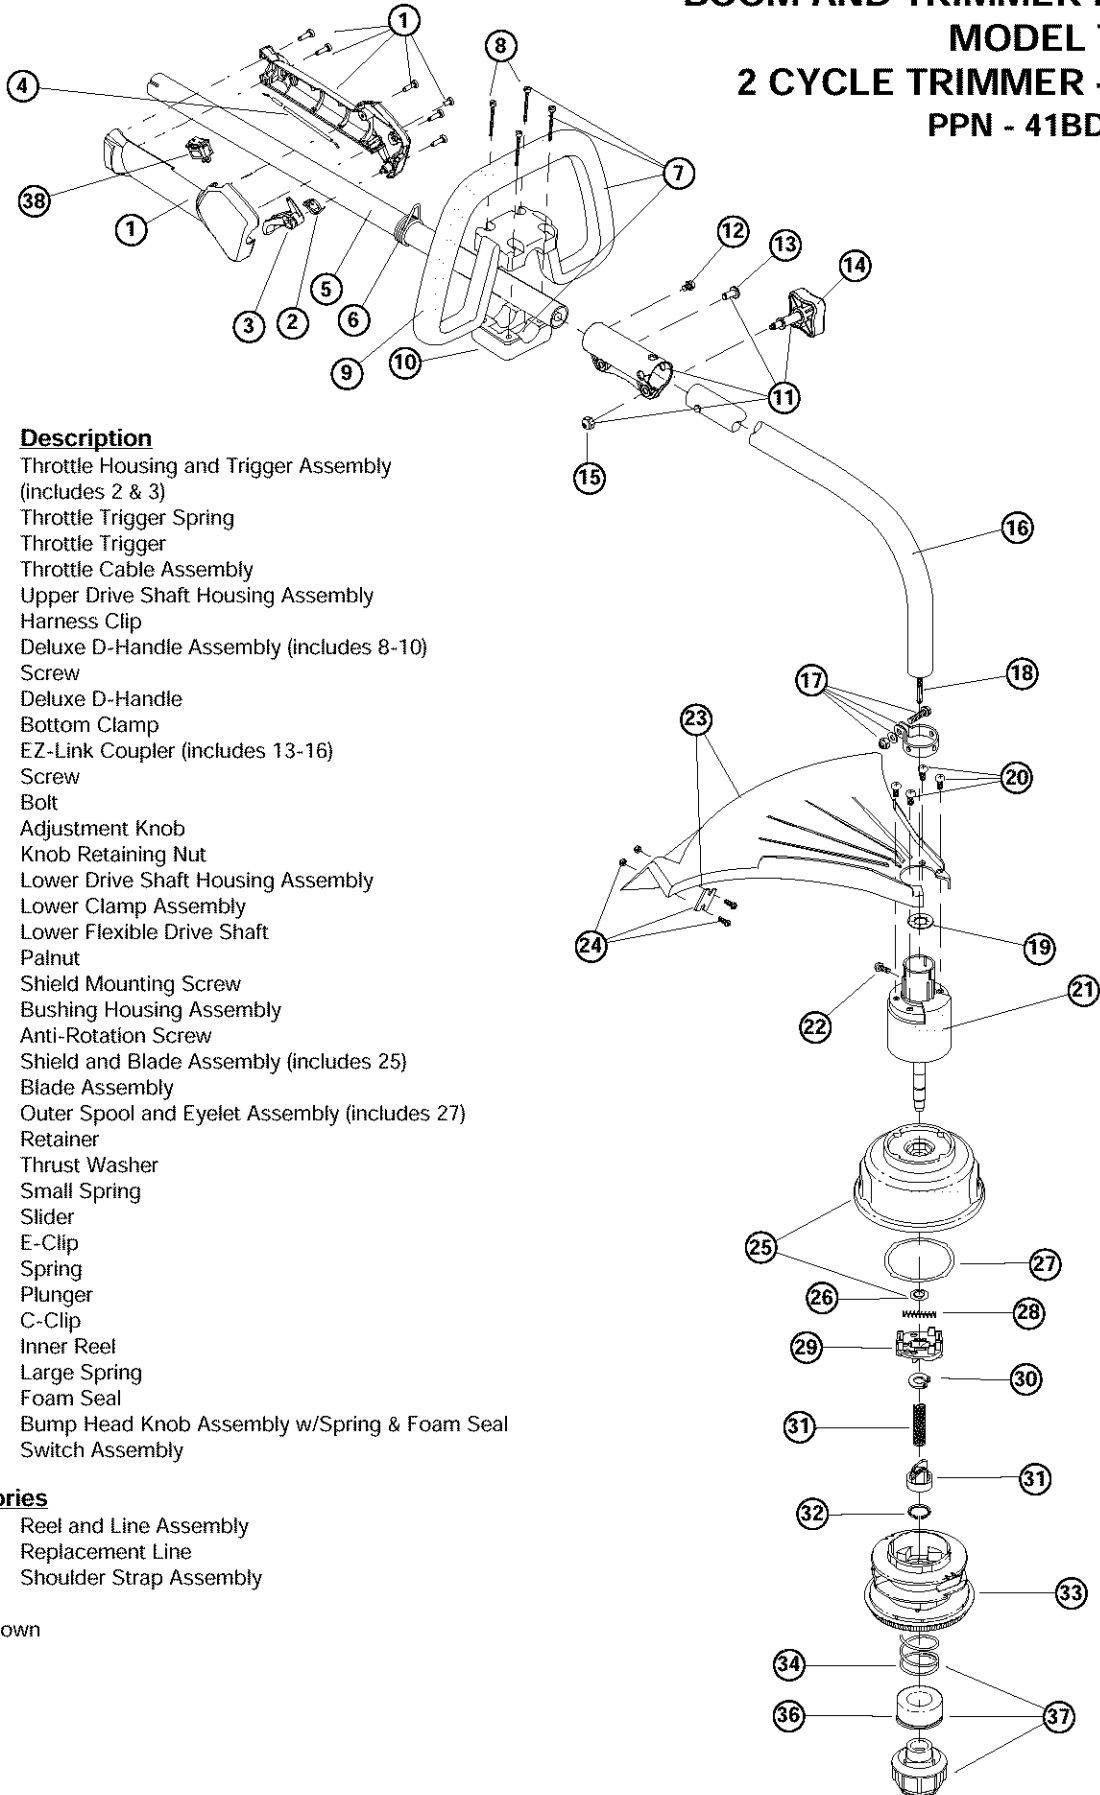 BOOM AND TRIMMER
MODEL
2 CYCLE TRIMMER -
PPN - 41BD
1
8
4
7
38
1
12
13
14
5
6
3
2
9
10
11
15
Description
Throttle Housing and Trigger Assembly
(includes 2 & 3)
Throttle Trigger Spring
Throttle Trigger
Throttle Cable Assembly
Upper Drive Shaft Housing Assembly
Harness Clip
Deluxe D-Handle Assembly (includes 8-10)
Screw
Deluxe D-Handle
Bottom Clamp
EZ-Link Coupler (includes 13-16)
Screw
Bolt
Adjustment Knob
Knob Retaining Nut
Lower Drive Shaft Housing Assembly
Lower Clamp Assembly
Lower Flexible Drive Shaft
Palnut
Shield Mounting Screw
Bushing Housing Assembly
Anti-Rotation Screw
Shield and Blade Assembly (includes 25)
Blade Assembly
Outer Spool and Eyelet Assembly (includes 27)
Retainer
Thrust Washer
Small Spring
Slider
E-Clip
Spring
Plunger
C-Clip
Inner Reel
Large Spring
Foam Seal
Bump Head Knob Assembly w/Spring & Foam Seal
Switch Assembly
ories
Reel and Line Assembly
Replacement Line
Shoulder Strap Assembly
own
16
17
18
23
20
24
19
21
22
25
27
26
28
29
30
31
31
32
33
34
36
37